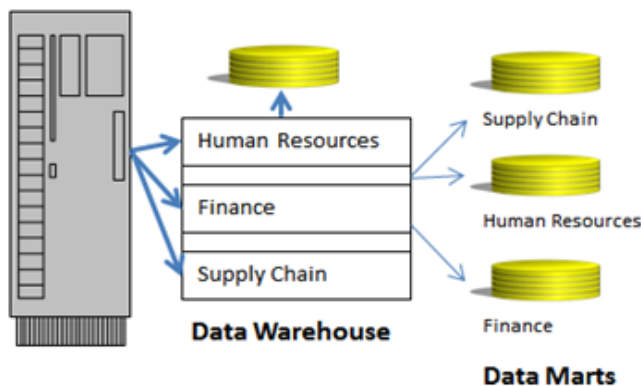 Human Resources
Finance
Supply Chain
Data Warehouse
Supply Chain
Human Resources
Finance
Data Marts